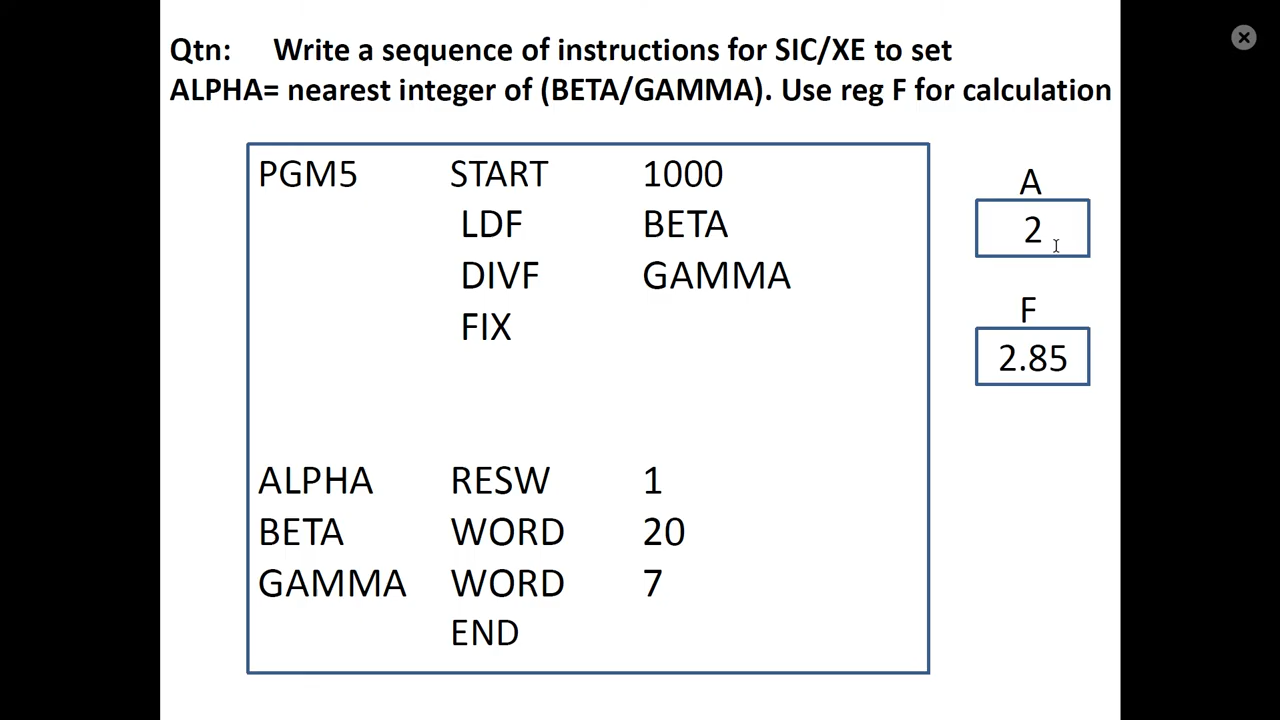 Qtn: Write a sequence of instructions for SIC/XE to set
ALPHA= nearest integer of (BETA/GAMMA). Use reg F for calculation
PGM5 START 1000
LDF BETA
DIVF GAMMA
FIX
ALPHA RESW 1
BETA WORD 20
GAMMA WORD 7
END
A
2
F
2.85